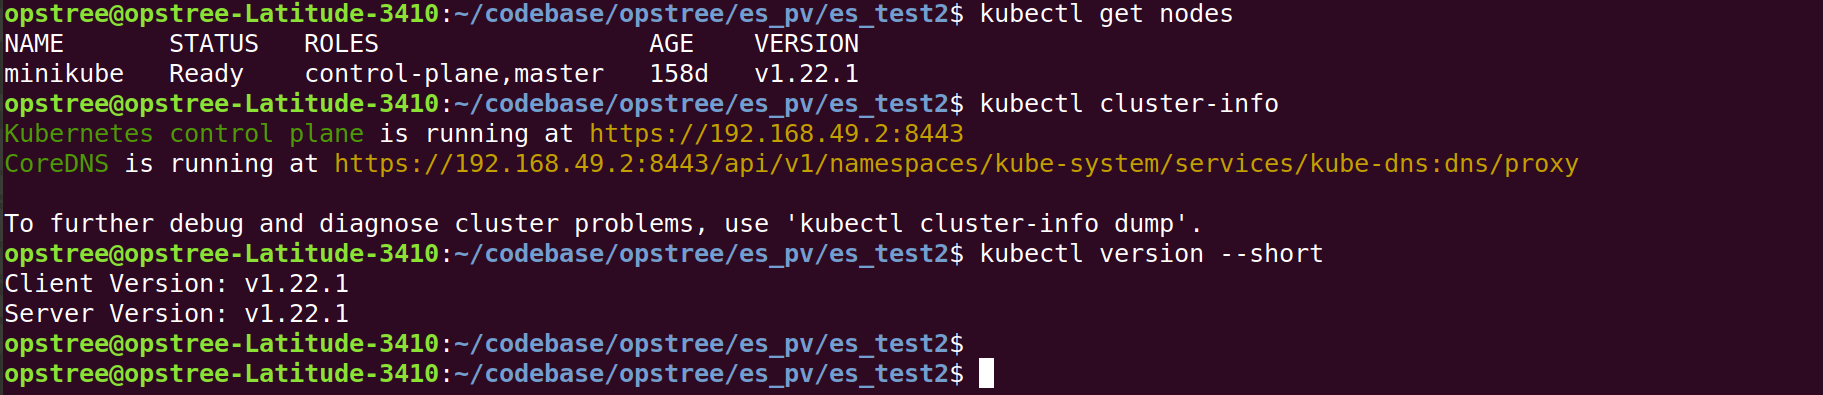 opstree@opstree-Latitude-3410:~/codebase/opstree/es_pv/es_test2$ kubectl get nodes
NAME       STATUS   ROLES                  AGE    VERSION
minikube   Ready    control-plane,master   158d   v1.22.1
opstree@opstree-Latitude-3410:~/codebase/opstree/es_pv/es_test2$ kubectl cluster-info
Kubernetes control plane is running at https://192.168.49.2:8443
CoreDNS is running at https://192.168.49.2:8443/api/v1/namespaces/kube-system/services/kube-dns:dns/proxy
To further debug and diagnose cluster problems, use 'kubectl cluster-info dump'.
opstree@opstree-Latitude-3410:~/codebase/opstree/es_pv/es_test2$ kubectl version --short
Client Version: v1.22.1
Server Version: v1.22.1
opstree@opstree-Latitude-3410:~/codebase/opstree/es_pv/es_test2$
opstree@opstree-Latitude-3410:~/codebase/opstree/es_pv/es_test2$